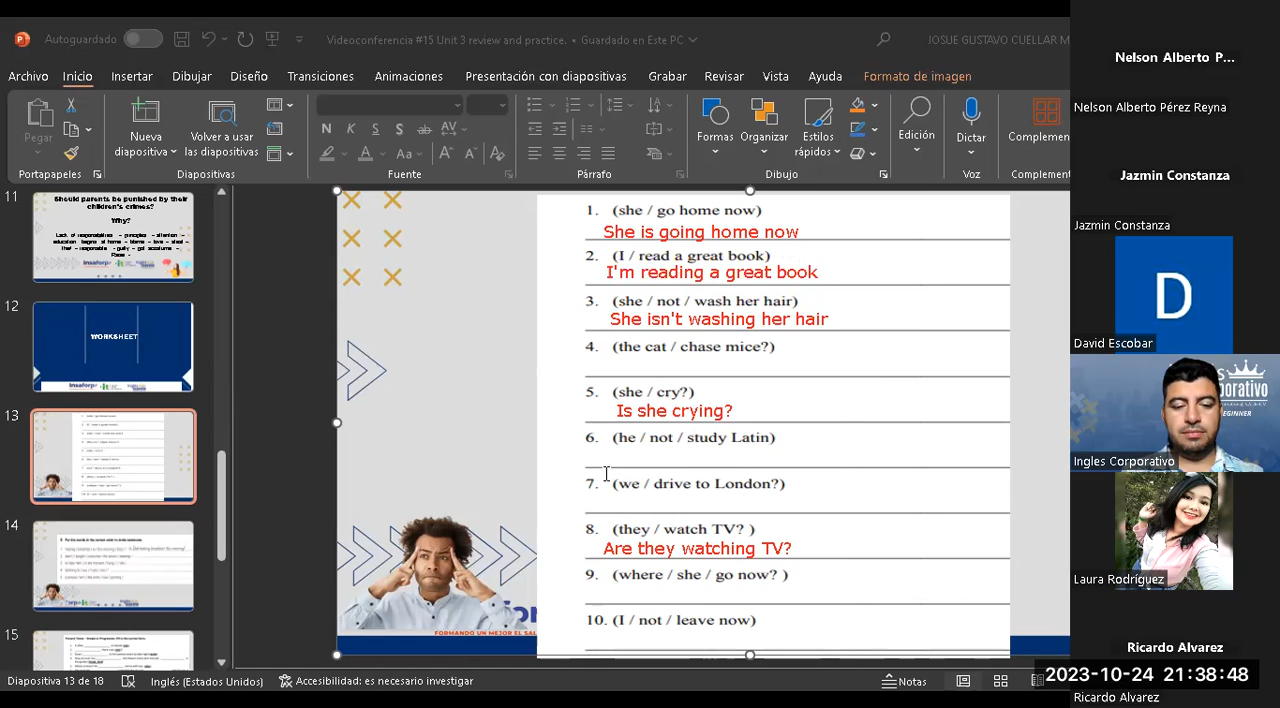 Autoguardado
Videoconferencia #15 Unit 3 review and practice. • Guardado en Este PC
JOSUE GUSTAVO CUELLAR M
Archivo Inicio Insertar Dibujar Diseño Transiciones Animaciones Presentación con diapositivas Grabar Revisar Vista Ayuda Formato de imagen
Pegar
Nueva diapositiva
Volver a usar las diapositivas
Formas
Organizar
Estilos rápidos
Edición
Dictar
Complemen
Portapapeles
Diapositivas
Fuente
Párrafo
Dibujo
Voz
Complement
11
Should parents be punished by their
children's crimes?
Why?
12
WORKSHEET
13
14
15
1. (she / go home now)
She is going home now
2. (I / read a great book)
I'm reading a great book
3. (she / not / wash her hair)
She isn't washing her hair
4. (the cat / chase mice?)
5. (she / cry?)
Is she crying?
6. (he / not / study Latin)
7. (we / drive to London?)
8. (they / watch TV? )
Are they watching TV?
9. (where / she / go now? )
10. (I / not / leave now)
FORMANDO UN MEJOR EL SAL
Diapositiva 13 de 18
Inglés (Estados Unidos)
Accesibilidad: es necesario investigar
Notas
Nelson Alberto P...
Nelson Alberto Pérez Reyna
Jazmin Constanza
Jazmin Constanza
D
David Escobar
Ingles Corporativo
Laura Rodríguez
Ricardo Alvarez
2023-10-24 21:38:48
Ricardo Alvarez